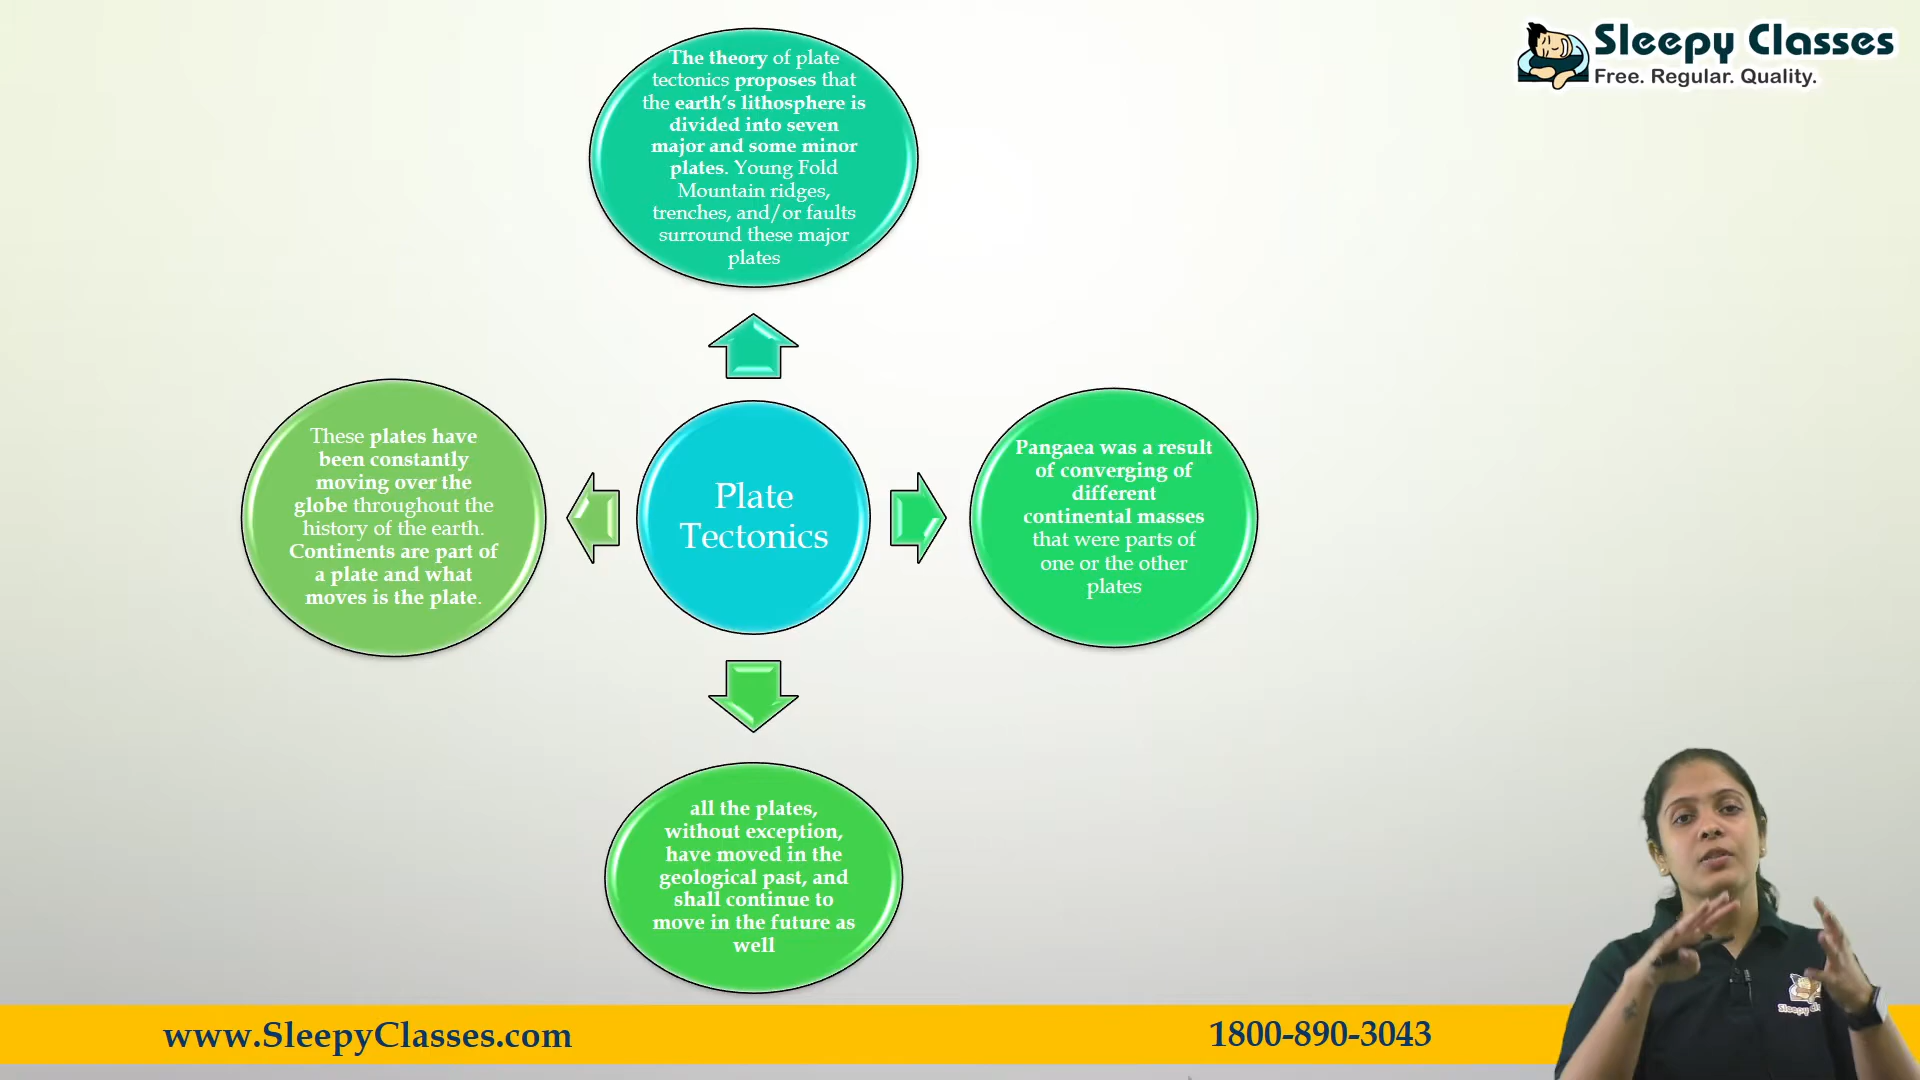 Sleepy Classes
Free. Regular. Quality.
The theory of plate
tectonics proposes that
the earth’s lithosphere is
divided into seven
major and some minor
plates. Young Fold
Mountain ridges,
trenches, and/or faults
surround these major
plates
These plates have
been constantly
moving over the
globe throughout the
history of the earth.
Continents are part of
a plate and what
moves is the plate.
Plate
Tectonics
Pangaea was a result
of converging of
different
continental masses
that were parts of
one or the other
plates
all the plates,
without exception,
have moved in the
geological past, and
shall continue to
move in the future as
well
www.SleepyClasses.com
1800-890-3043